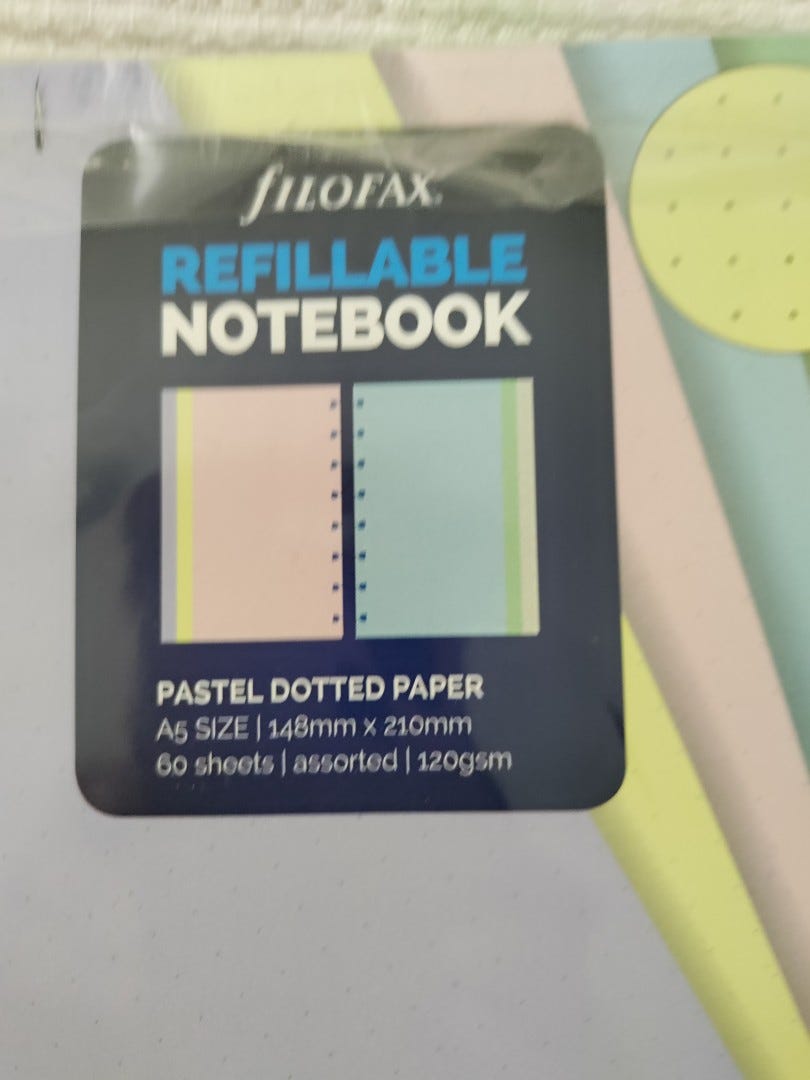 fILOFAX
REFILLABLE
NOTEBOOK
PASTEL DOTTED PAPER
A5 SIZE | 148mm x 210mm
60 sheets | assorted | 120gsm